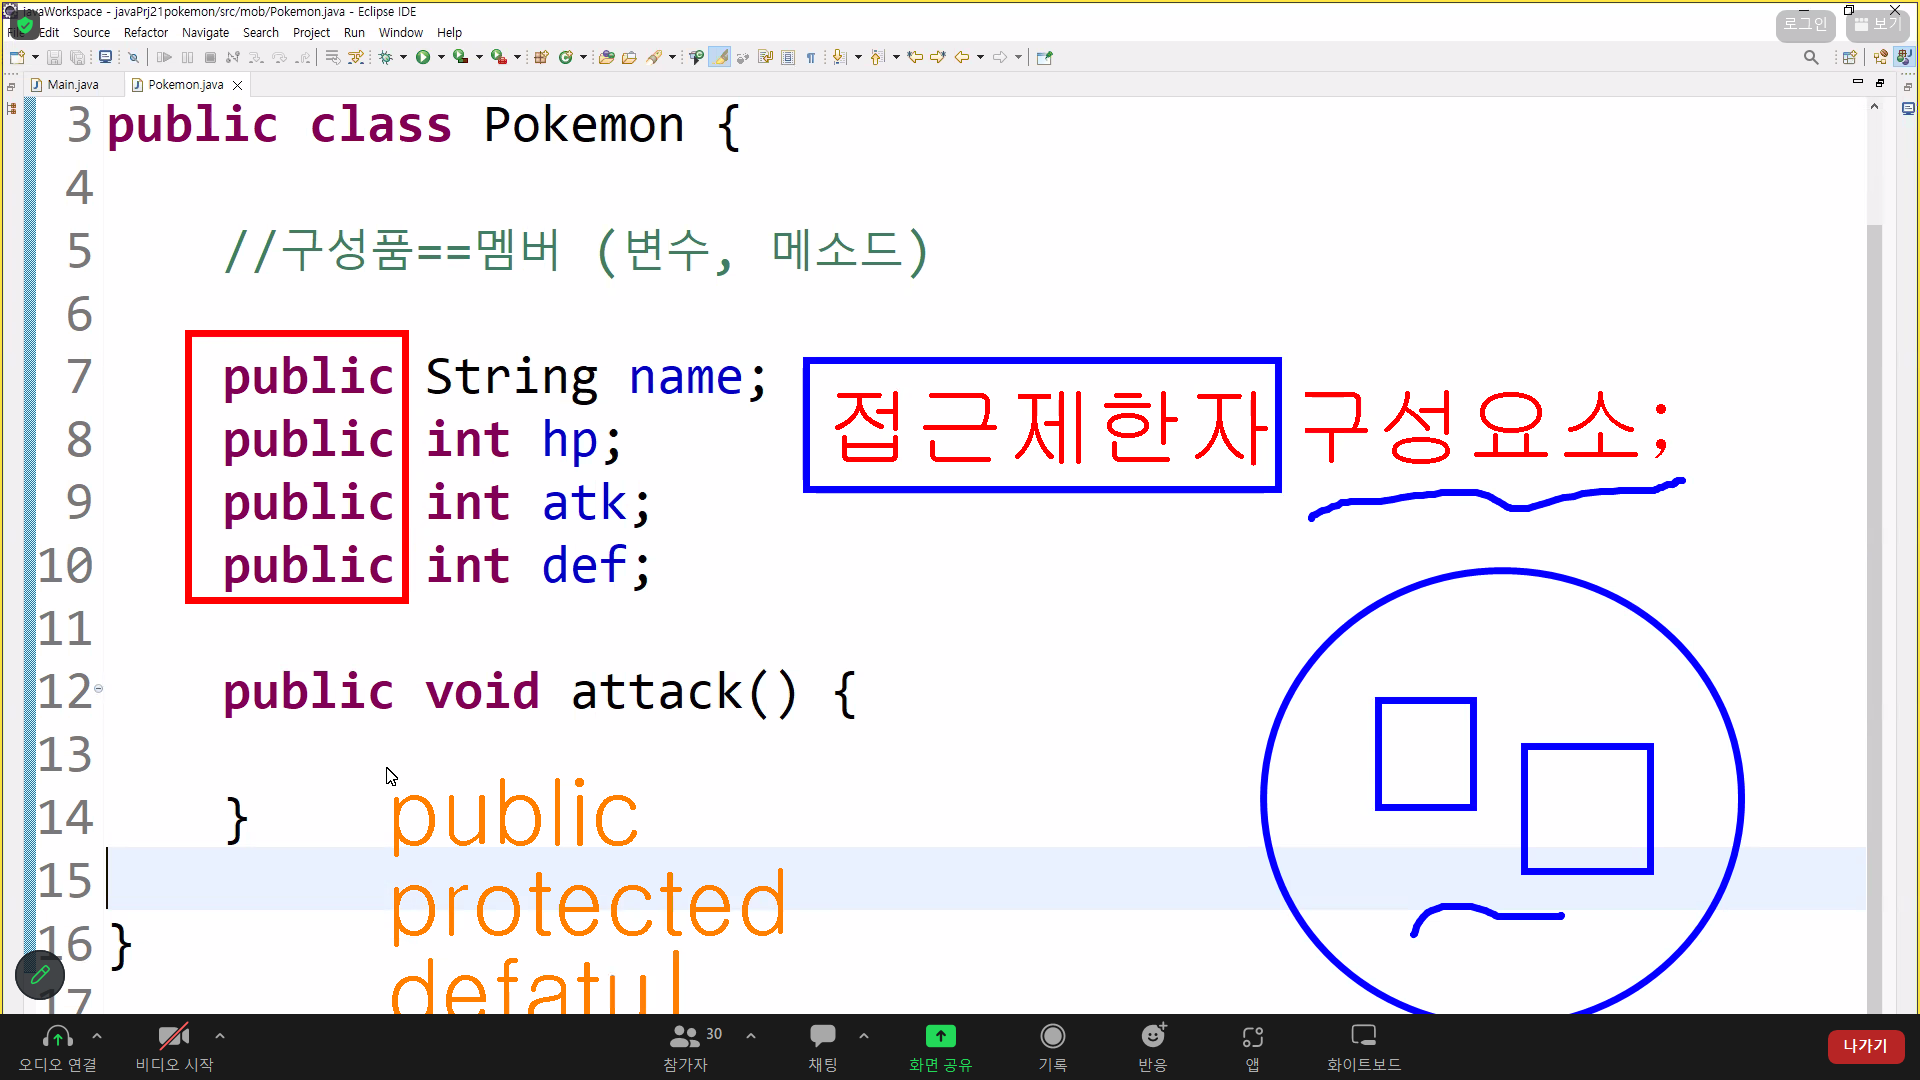 javaWorkspace - javaPrj21pokemon/src/mob/Pokemon.java - Eclipse IDE
Edit Source Refactor Navigate Search Project Run Window Help
로그인
보기
Main.java
Pokemon.java
3 public class Pokemon {
4
5 //구성품==멤버 (변수, 메소드)
6
7 public String name;
8 public int hp;
9 public int atk;
10 public int def;
11
12 public void attack() {
13
14 }
15
16 }
17
접근제한자 구성요소;
public
protected
defatul
오디오 연결
비디오 시작
참가자 30
채팅
화면 공유
기록
반응
앱
화이트보드
나가기